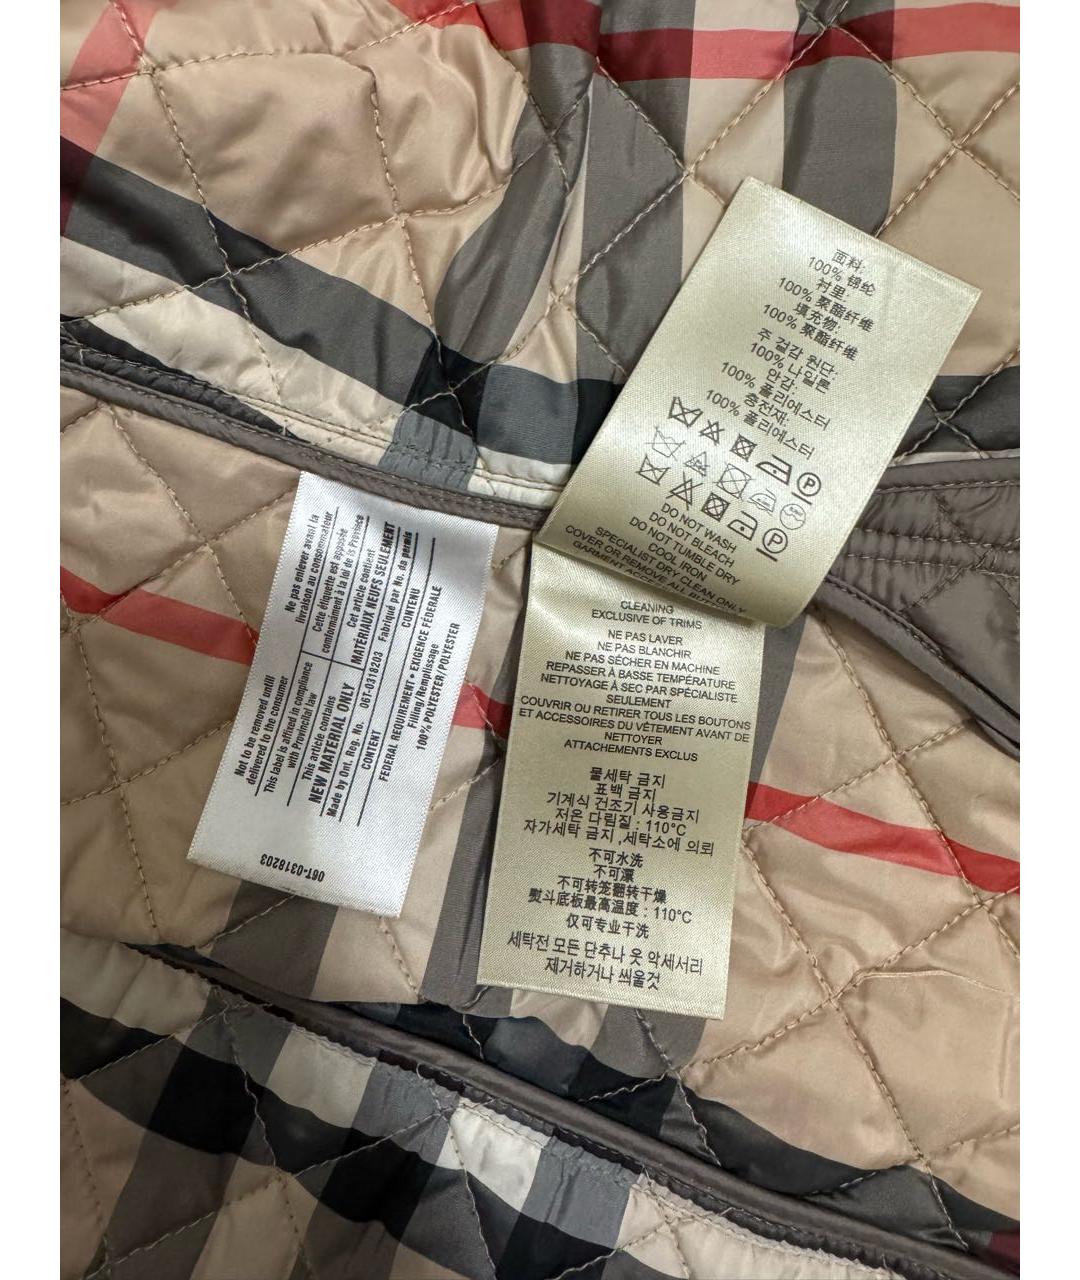 面料:
100% 锦纶
衬里:
100% 聚酯纤维
填充物:
100% 聚酯纤维
주 겉감 원단:
100% 나일론
안감:
100% 폴리에스터
충전재:
100% 폴리에스터
P
P
DO NOT WASH
DO NOT BLEACH
DO NOT TUMBLE DRY
COOL IRON
SPECIALIST DRY CLEAN ONLY
COVER OR REMOVE ALL
GARMENT
CLEANING
EXCLUSIVE OF TRIMS
NE PAS LAVER
NE PAS BLANCHIR
NE PAS SÉCHER EN MACHINE
REPASSER À BASSE TEMPÉRATURE
NETTOYAGE À SEC PAR SPÉCIALISTE
SEULEMENT
COUVRIR OU RETIRER TOUS LES BOUTONS
ET ACCESSOIRES DU VÊTEMENT AVANT DE
NETTOYER
ATTACHEMENTS EXCLUS
물세탁 금지
표백 금지
기계식 건조기 사용금지
저온 다림질 : 110°C
자가세탁 금지 ,세탁소에 의뢰
不可水洗
不可漂
不可转笼翻转干燥
熨斗底板最高温度 : 110°C
仅可专业干洗
세탁전 모든 단추나 옷 악세서리
제거하거나 씌울것
Not to be removed untill
delivered to the consumer
Ne pas enlever avant la
livraison au consommateur
This label is affixed in compliance
with Provincial law
Cette étiquette est apposée
conformément à la loi de la Province
This article contains
NEW MATERIAL ONLY
Cet article contient
MATÉRIAUX NEUFS SEULEMENT
Made by Ont. Reg. No. 06T-0318203 Fabriqué par No. du permis
CONTENT CONTENU
FEDERAL REQUIREMENT • EXIGENCE FÉDÉRALE
Filling/Remplissage
100% POLYESTER/POLYESTER
06T-0318203